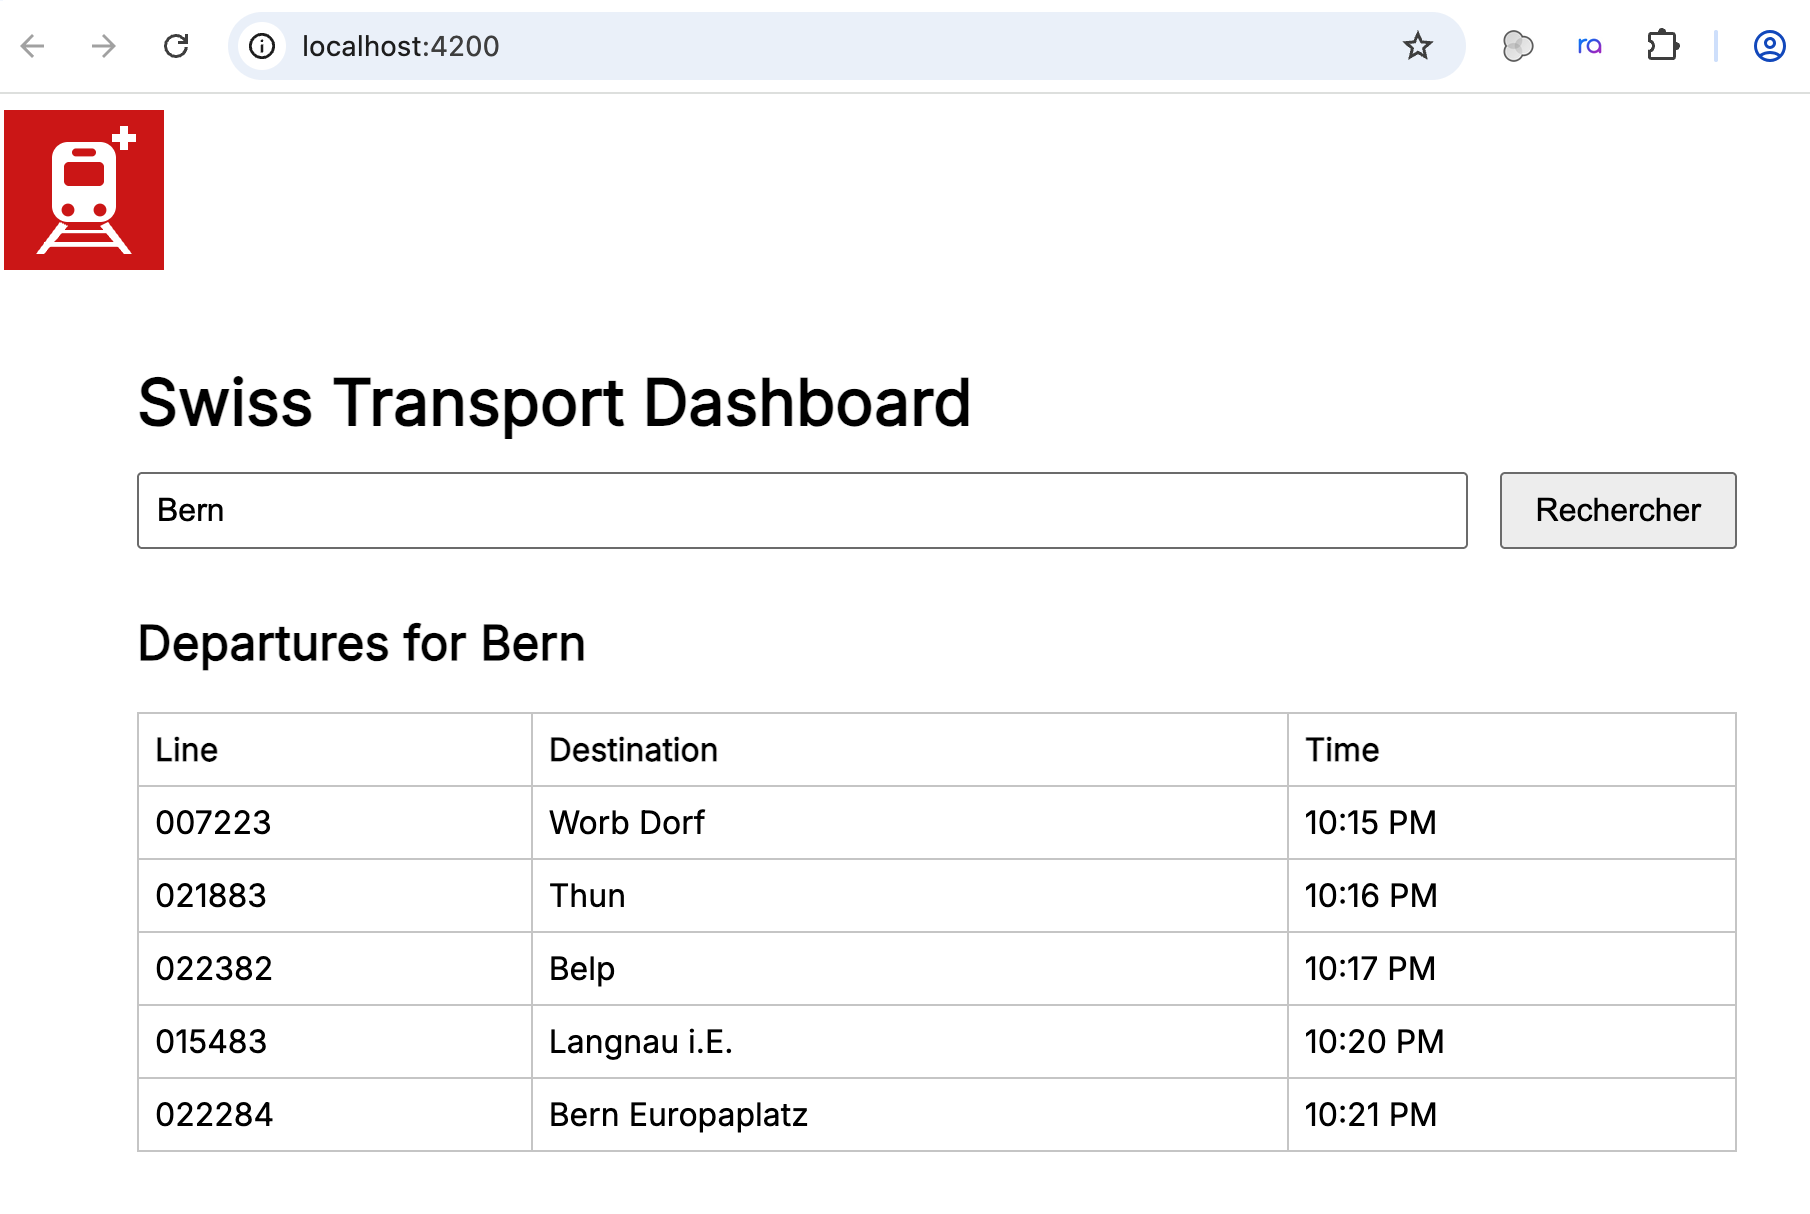 localhost:4200
ra
Swiss Transport Dashboard
Bern
Rechercher
Departures for Bern
Line Destination Time
007223 Worb Dorf 10:15 PM
021883 Thun 10:16 PM
022382 Belp 10:17 PM
015483 Langnau i.E. 10:20 PM
022284 Bern Europaplatz 10:21 PM